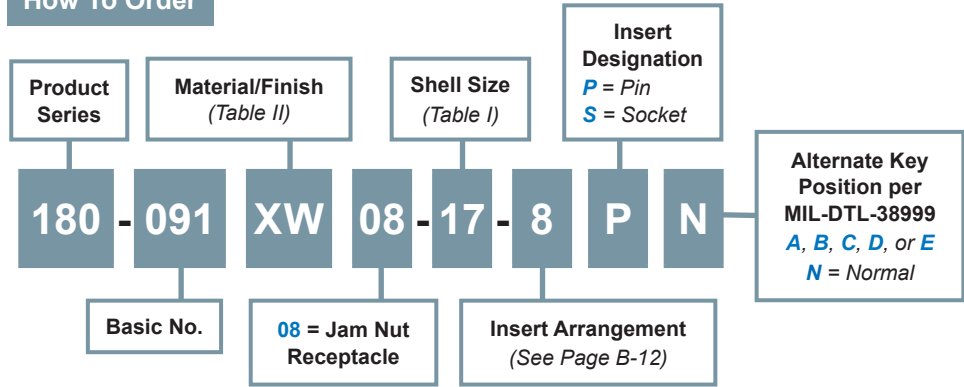 How To Order
Product
Series
Material/Finish
(Table II)
Shell Size
(Table I)
Insert
Designation
P = Pin
S = Socket
180 - 091 XW 08 - 17 - 8 P N
Alternate Key
Position per
MIL-DTL-38999
A, B, C, D, or E
N = Normal
Basic No.
08 = Jam Nut
Receptacle
Insert Arrangement
(See Page B-12)